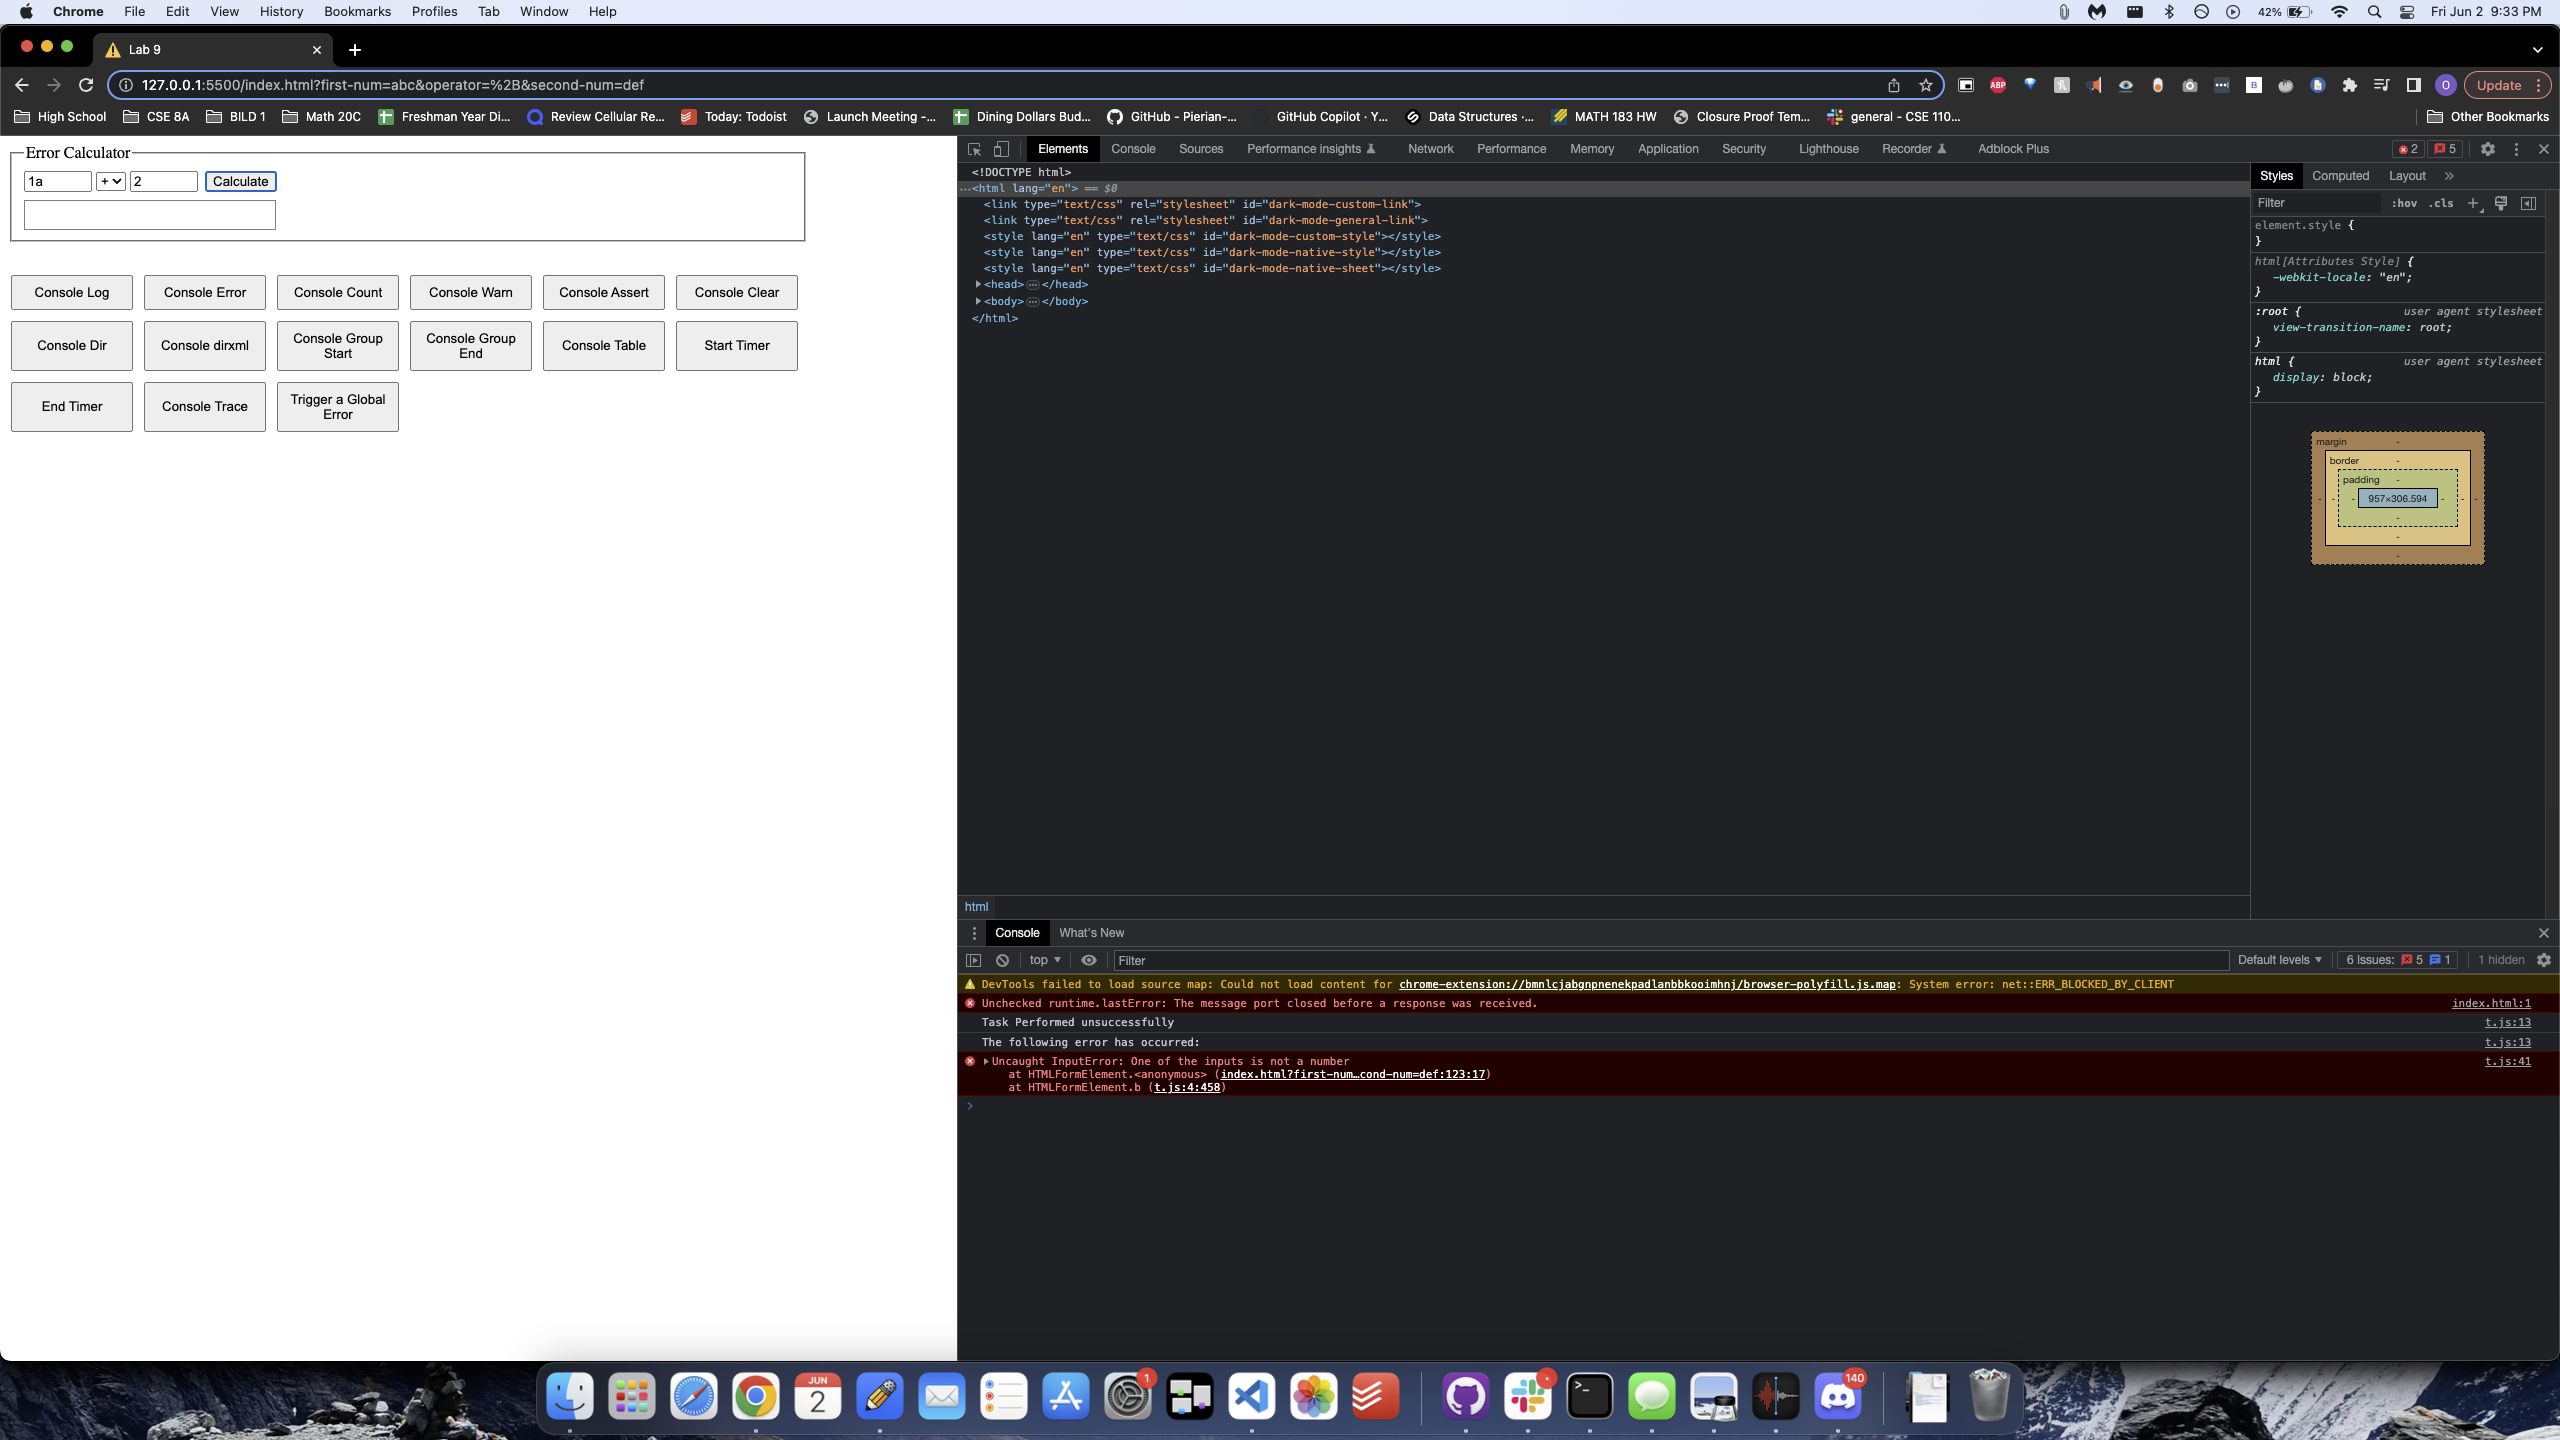 Chrome File Edit View History Bookmarks Profiles Tab Window Help 42% Fri Jun 2 9:33 PM
Lab 9
127.0.0.1:5500/index.html?first-num=abc&operator=%2B&second-num=def ABP B O Update
High School CSE 8A BILD 1 Math 20C Freshman Year Di... Review Cellular Re... Today: Todoist Launch Meeting -... Dining Dollars Bud... GitHub - Pierian-... GitHub Copilot · Y... Data Structures ·... MATH 183 HW Closure Proof Tem... general - CSE 110... Other Bookmarks
Error Calculator
1a + 2 Calculate
Console Log Console Error Console Count Console Warn Console Assert Console Clear
Console Dir Console dirxml Console Group Start Console Group End Console Table Start Timer
End Timer Console Trace Trigger a Global Error
Elements Console Sources Performance insights Network Performance Memory Application Security Lighthouse Recorder Adblock Plus 2 5
<!DOCTYPE html>
<html lang="en"> == $0
<link type="text/css" rel="stylesheet" id="dark-mode-custom-link">
<link type="text/css" rel="stylesheet" id="dark-mode-general-link">
<style lang="en" type="text/css" id="dark-mode-custom-style"></style>
<style lang="en" type="text/css" id="dark-mode-native-style"></style>
<style lang="en" type="text/css" id="dark-mode-native-sheet"></style>
<head>…</head>
<body>…</body>
</html>
html
Styles Computed Layout »
Filter :hov .cls +
element.style {
}
html[Attributes Style] {
-webkit-locale: "en";
}
:root { user agent stylesheet
view-transition-name: root;
}
html { user agent stylesheet
display: block;
}
margin -
border -
padding -
- - - 957×306.594 - - -
-
-
-
Console What's New
top Filter Default levels 6 Issues: 5 1 1 hidden
DevTools failed to load source map: Could not load content for chrome-extension://bmnlcjabgnpnenekpadlanbbkooimhnj/browser-polyfill.js.map: System error: net::ERR_BLOCKED_BY_CLIENT
Unchecked runtime.lastError: The message port closed before a response was received. index.html:1
Task Performed unsuccessfully t.js:13
The following error has occurred: t.js:13
Uncaught InputError: One of the inputs is not a number t.js:41
at HTMLFormElement.<anonymous> (index.html?first-num…cond-num=def:123:17)
at HTMLFormElement.b (t.js:4:458)
>
JUN 1 140
2